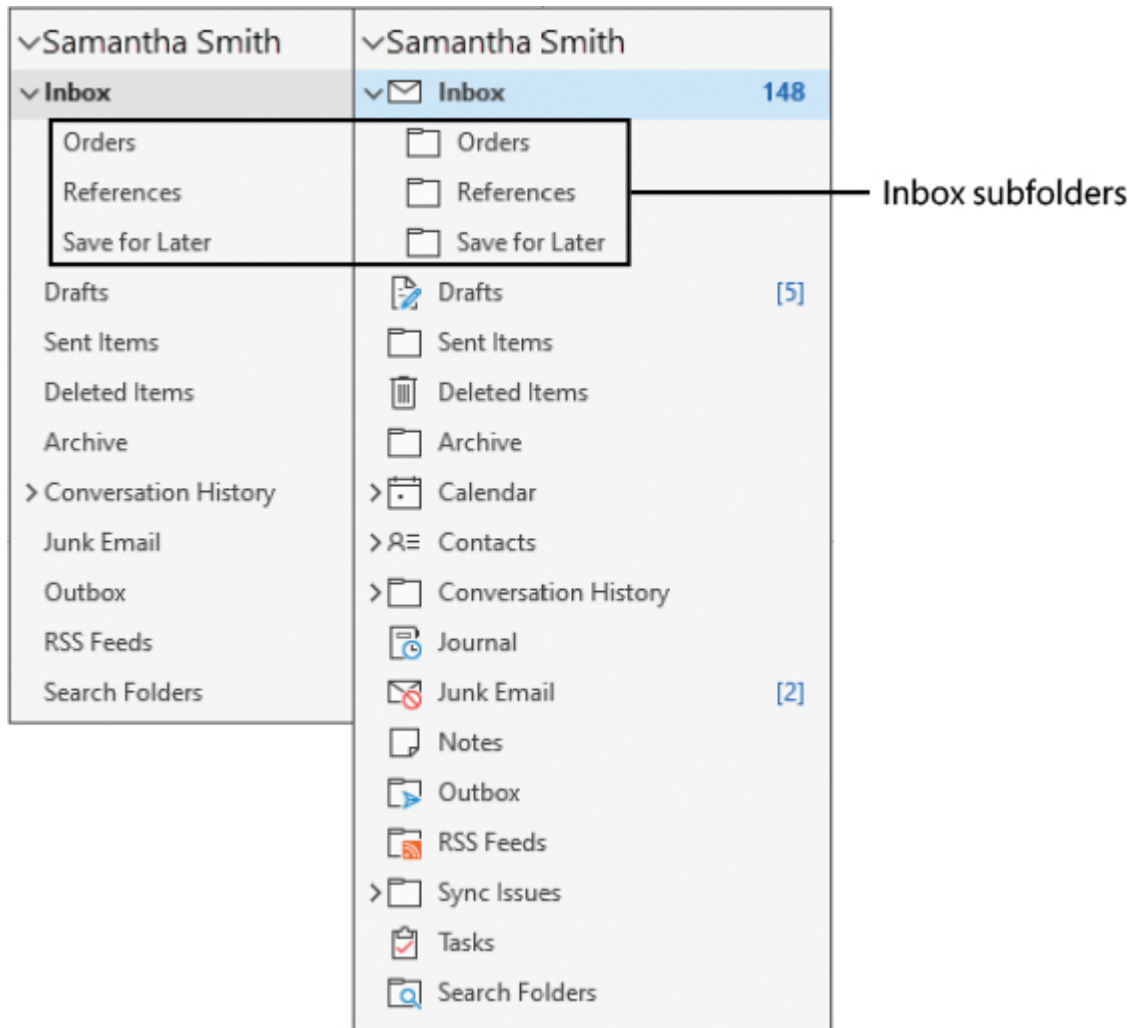 Samantha Smith
Inbox
Orders
References
Save for Later
Drafts
Sent Items
Deleted Items
Archive
Conversation History
Junk Email
Outbox
RSS Feeds
Search Folders
Samantha Smith
Inbox 148
Orders
References
Save for Later
Drafts [5]
Sent Items
Deleted Items
Archive
Calendar
Contacts
Conversation History
Journal
Junk Email [2]
Notes
Outbox
RSS Feeds
Sync Issues
Tasks
Search Folders
Inbox subfolders